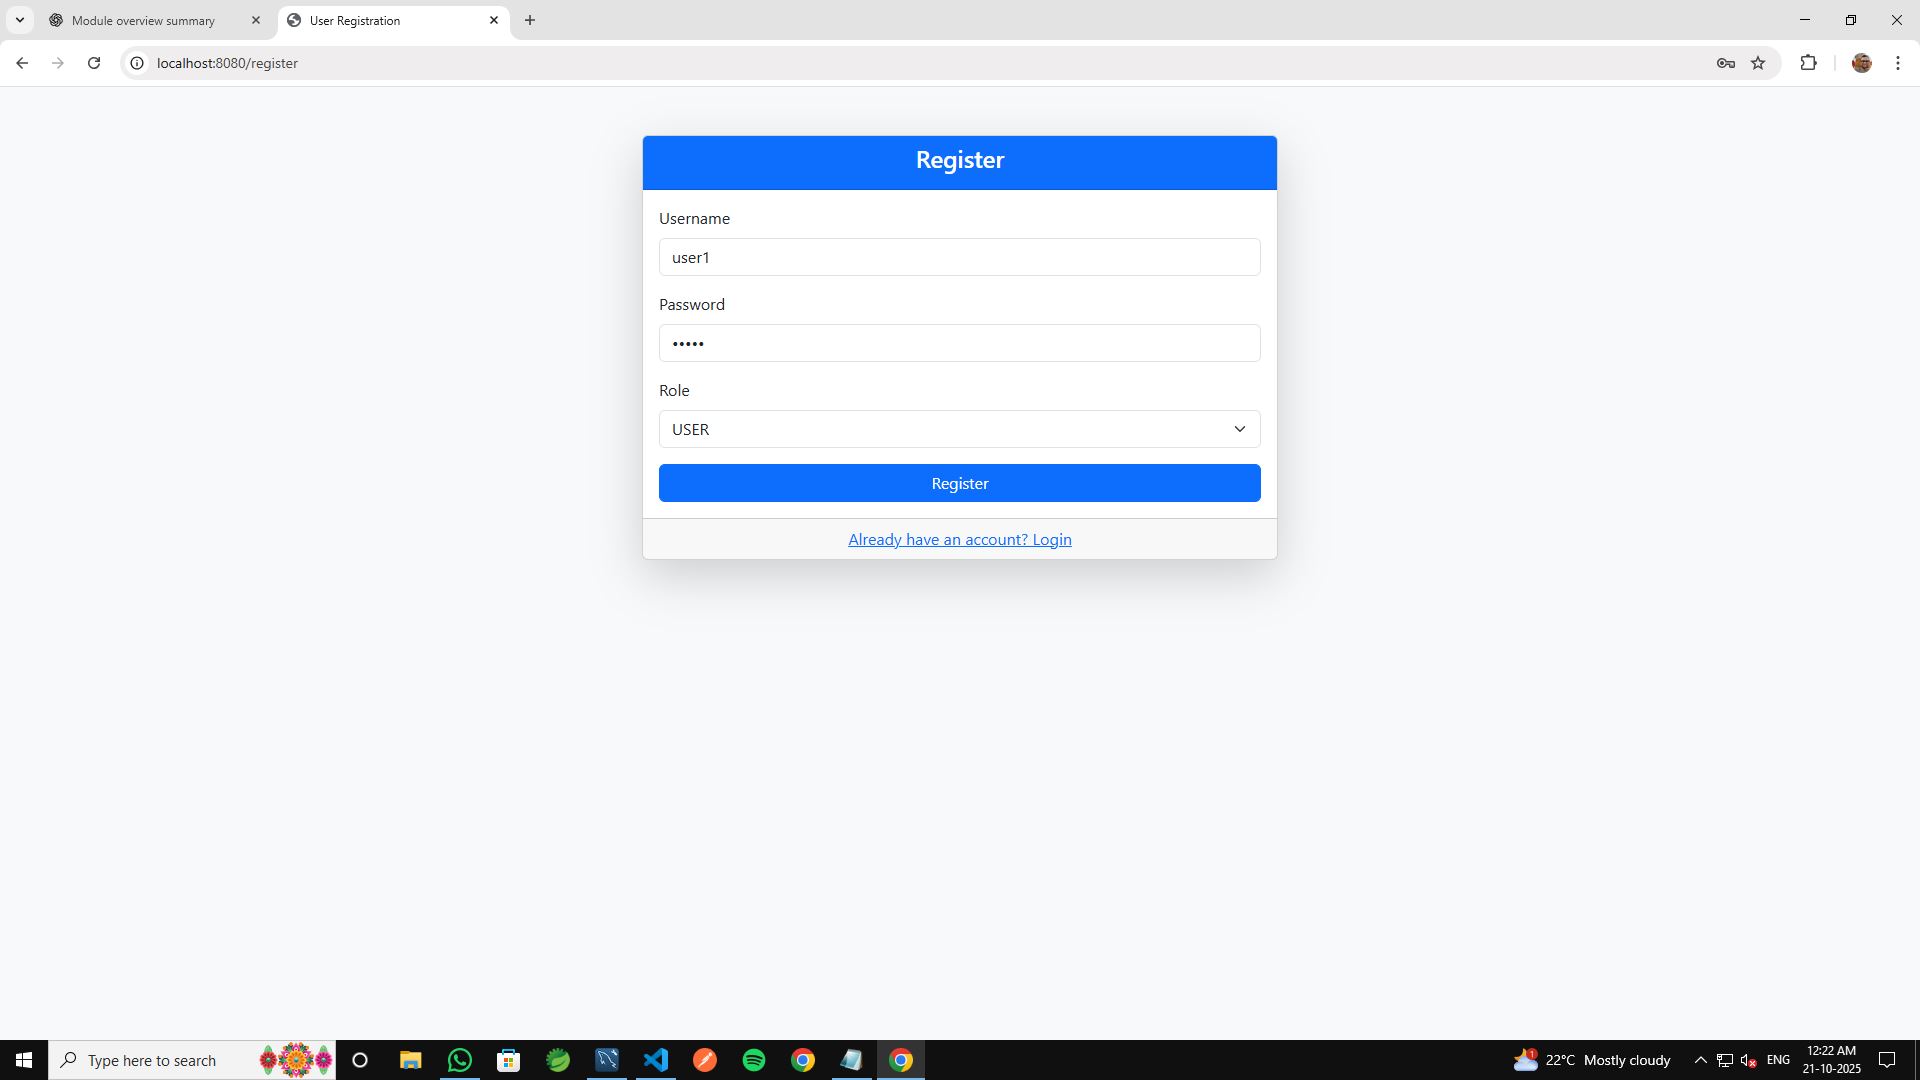 Module overview summary
User Registration
localhost:8080/register
Register
Username
user1
Password
•••••
Role
USER
Register
Already have an account? Login
Type here to search
1
22°C Mostly cloudy
ENG
12:22 AM
21-10-2025